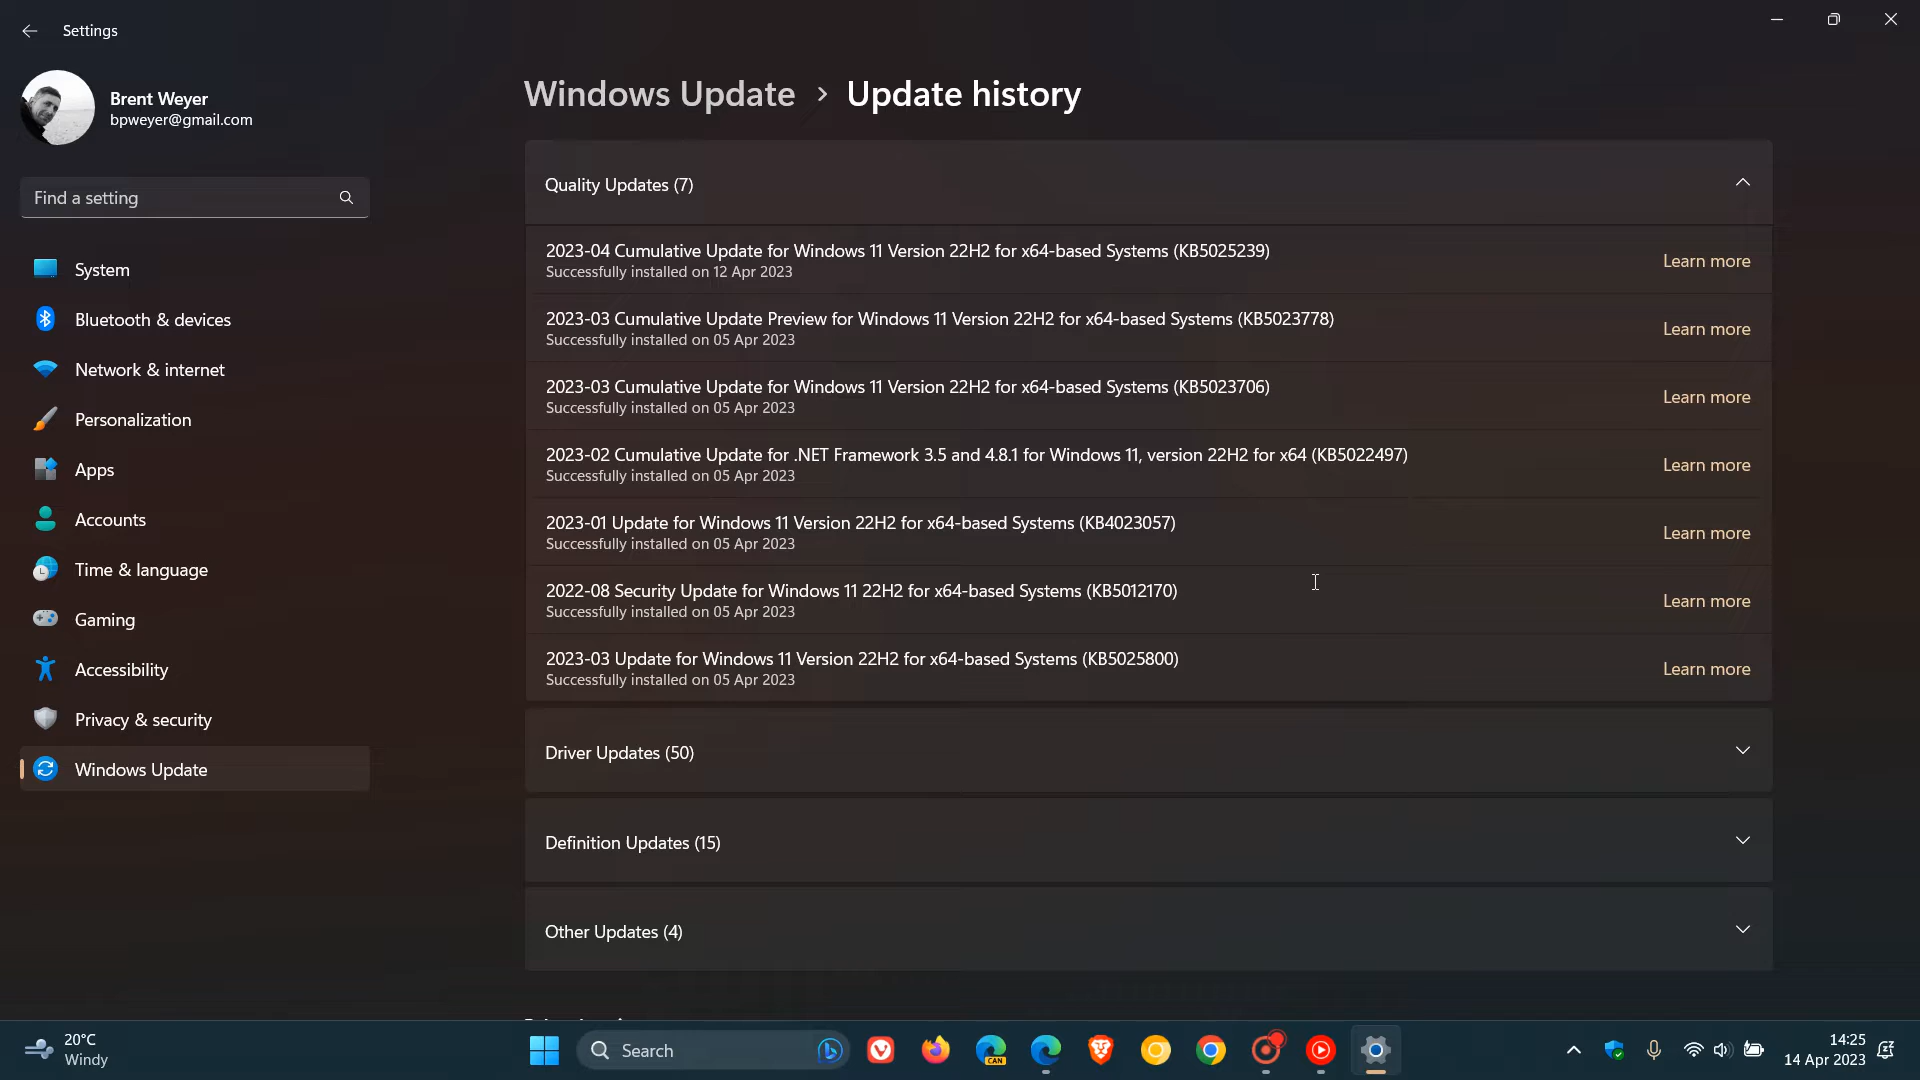 Settings
Brent Weyer
bpweyer@gmail.com
Find a setting
System
Bluetooth & devices
Network & internet
Personalization
Apps
Accounts
Time & language
Gaming
Accessibility
Privacy & security
Windows Update
Windows Update > Update history
Quality Updates (7)
2023-04 Cumulative Update for Windows 11 Version 22H2 for x64-based Systems (KB5025239)
Successfully installed on 12 Apr 2023
Learn more
2023-03 Cumulative Update Preview for Windows 11 Version 22H2 for x64-based Systems (KB5023778)
Successfully installed on 05 Apr 2023
Learn more
2023-03 Cumulative Update for Windows 11 Version 22H2 for x64-based Systems (KB5023706)
Successfully installed on 05 Apr 2023
Learn more
2023-02 Cumulative Update for .NET Framework 3.5 and 4.8.1 for Windows 11, version 22H2 for x64 (KB5022497)
Successfully installed on 05 Apr 2023
Learn more
2023-01 Update for Windows 11 Version 22H2 for x64-based Systems (KB4023057)
Successfully installed on 05 Apr 2023
Learn more
2022-08 Security Update for Windows 11 22H2 for x64-based Systems (KB5012170)
Successfully installed on 05 Apr 2023
Learn more
2023-03 Update for Windows 11 Version 22H2 for x64-based Systems (KB5025800)
Successfully installed on 05 Apr 2023
Learn more
Driver Updates (50)
Definition Updates (15)
Other Updates (4)
20°C
Windy
Search
CAN
14:25
14 Apr 2023